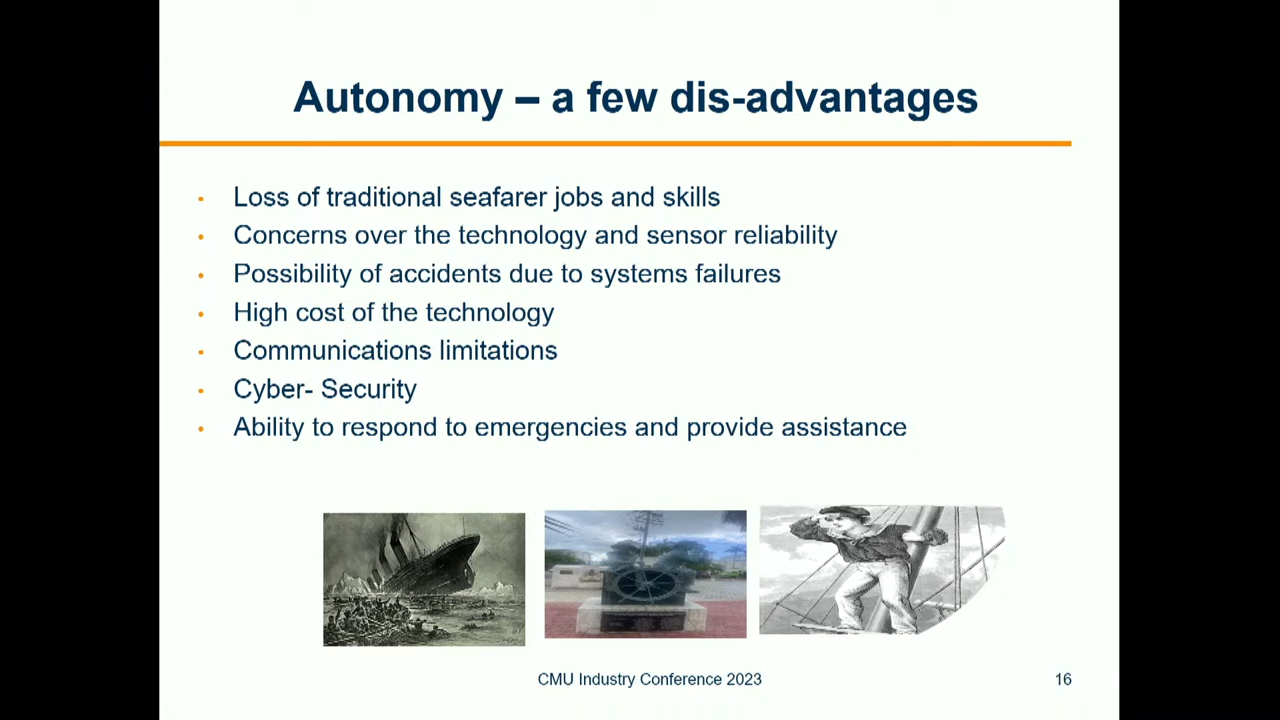 Autonomy – a few dis-advantages
• Loss of traditional seafarer jobs and skills
• Concerns over the technology and sensor reliability
• Possibility of accidents due to systems failures
• High cost of the technology
• Communications limitations
• Cyber- Security
• Ability to respond to emergencies and provide assistance
CMU Industry Conference 2023
16